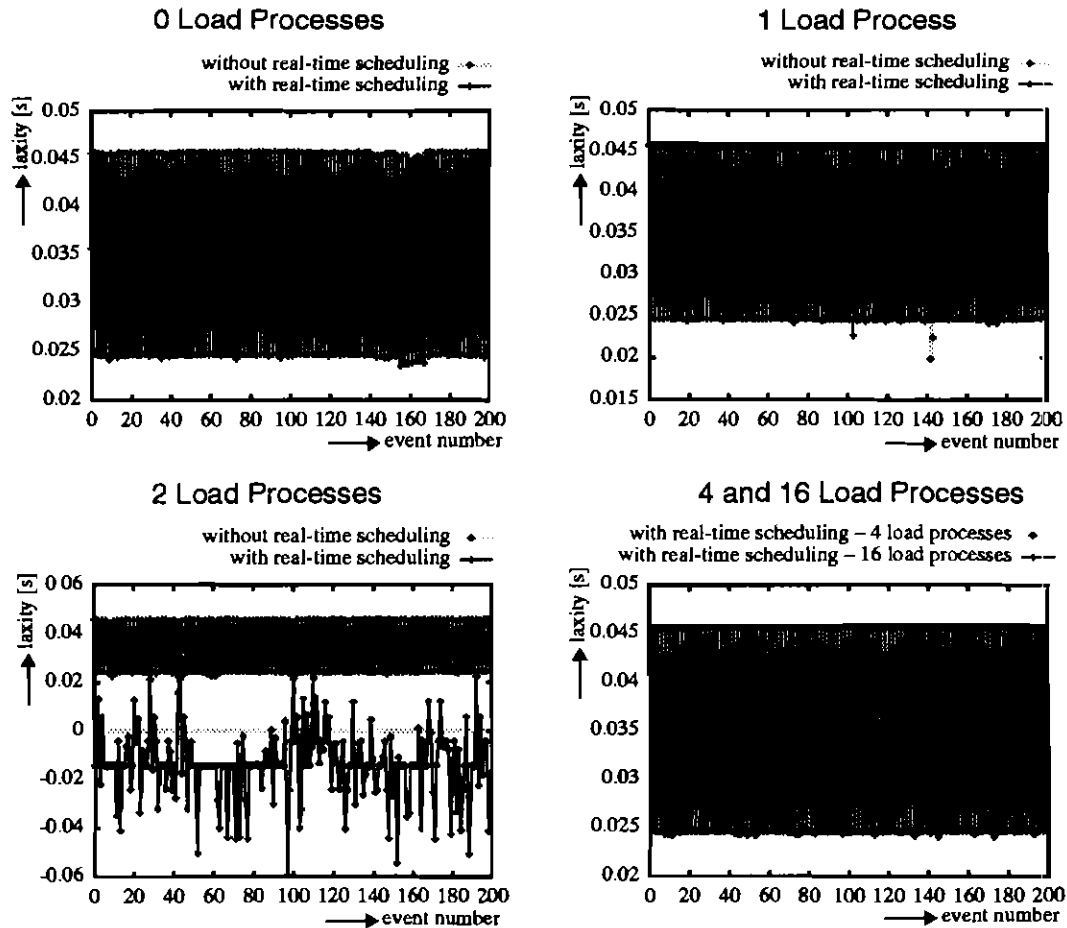 0 Load Processes
without real-time scheduling
with real-time scheduling
laxity [s]
0.05
0.045
0.04
0.035
0.03
0.025
0.02
0 20 40 60 80 100 120 140 160 180 200
event number
1 Load Process
without real-time scheduling
with real-time scheduling
laxity [s]
0.05
0.045
0.04
0.035
0.03
0.025
0.020
0.015
0 20 40 60 80 100 120 140 160 180 200
event number
2 Load Processes
without real-time scheduling
with real-time scheduling
laxity [s]
0 06
0.04
0.02
0
-0.02
-0.04
-0.06
0 20 40 60 80 100 120 140 160 180 200
event number
4 and 16 Load Processes
with real-time scheduling – 4 load processes
with real-time scheduling – 16 load processes
laxity [s]
0.05
0.045
0.04
0.035
0.03
0.025
0.02
0 20 40 60 80 100 120 140 160 180 200
event number